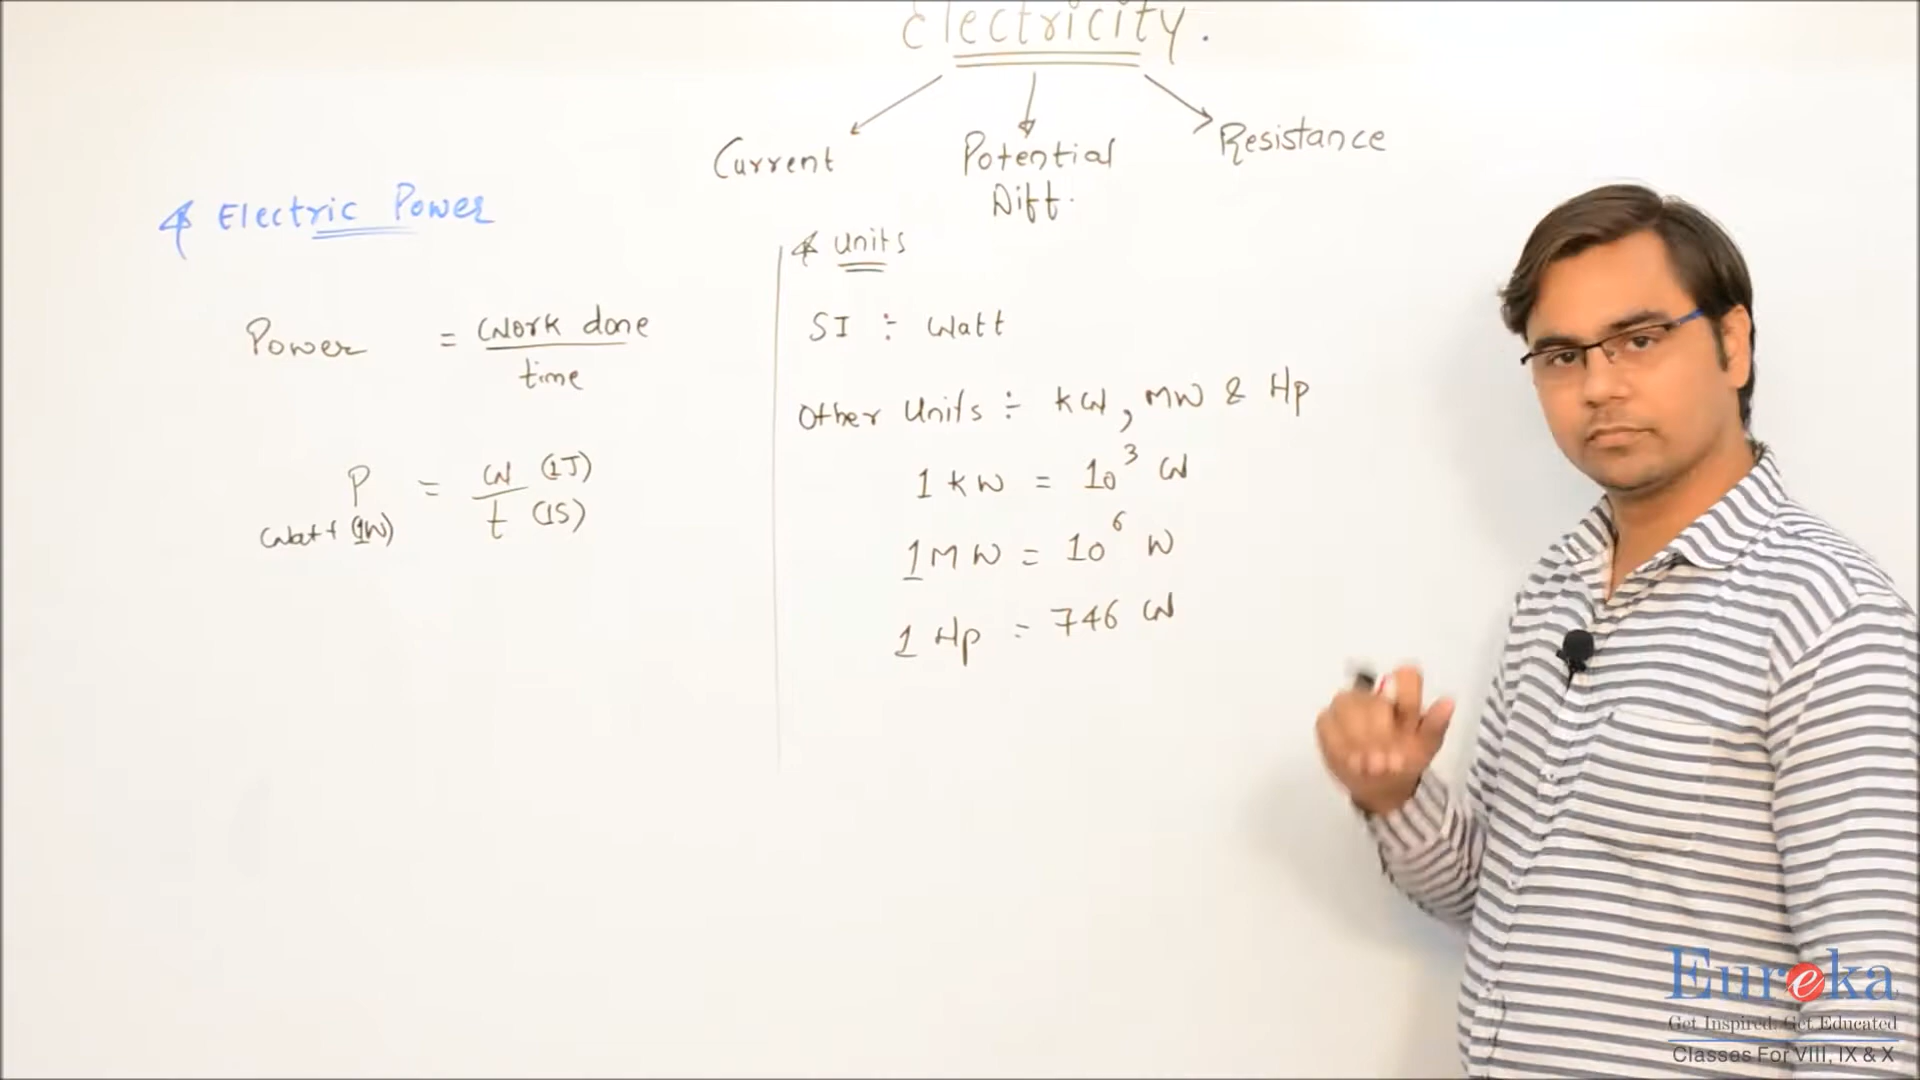 Electricity.
Current
Potential
Diff.
Resistance
* Electric Power
Power = Work done
time
P = W (1J)
Watt (1W) t (1S)
* Units
SI ÷ Watt
Other Units ÷ kW, MW & Hp
1 kW = 10³ W
1 MW = 10⁶ W
1 Hp = 746 W
Eureka
Get Inspired. Get Educated
Classes For VIII, IX & X